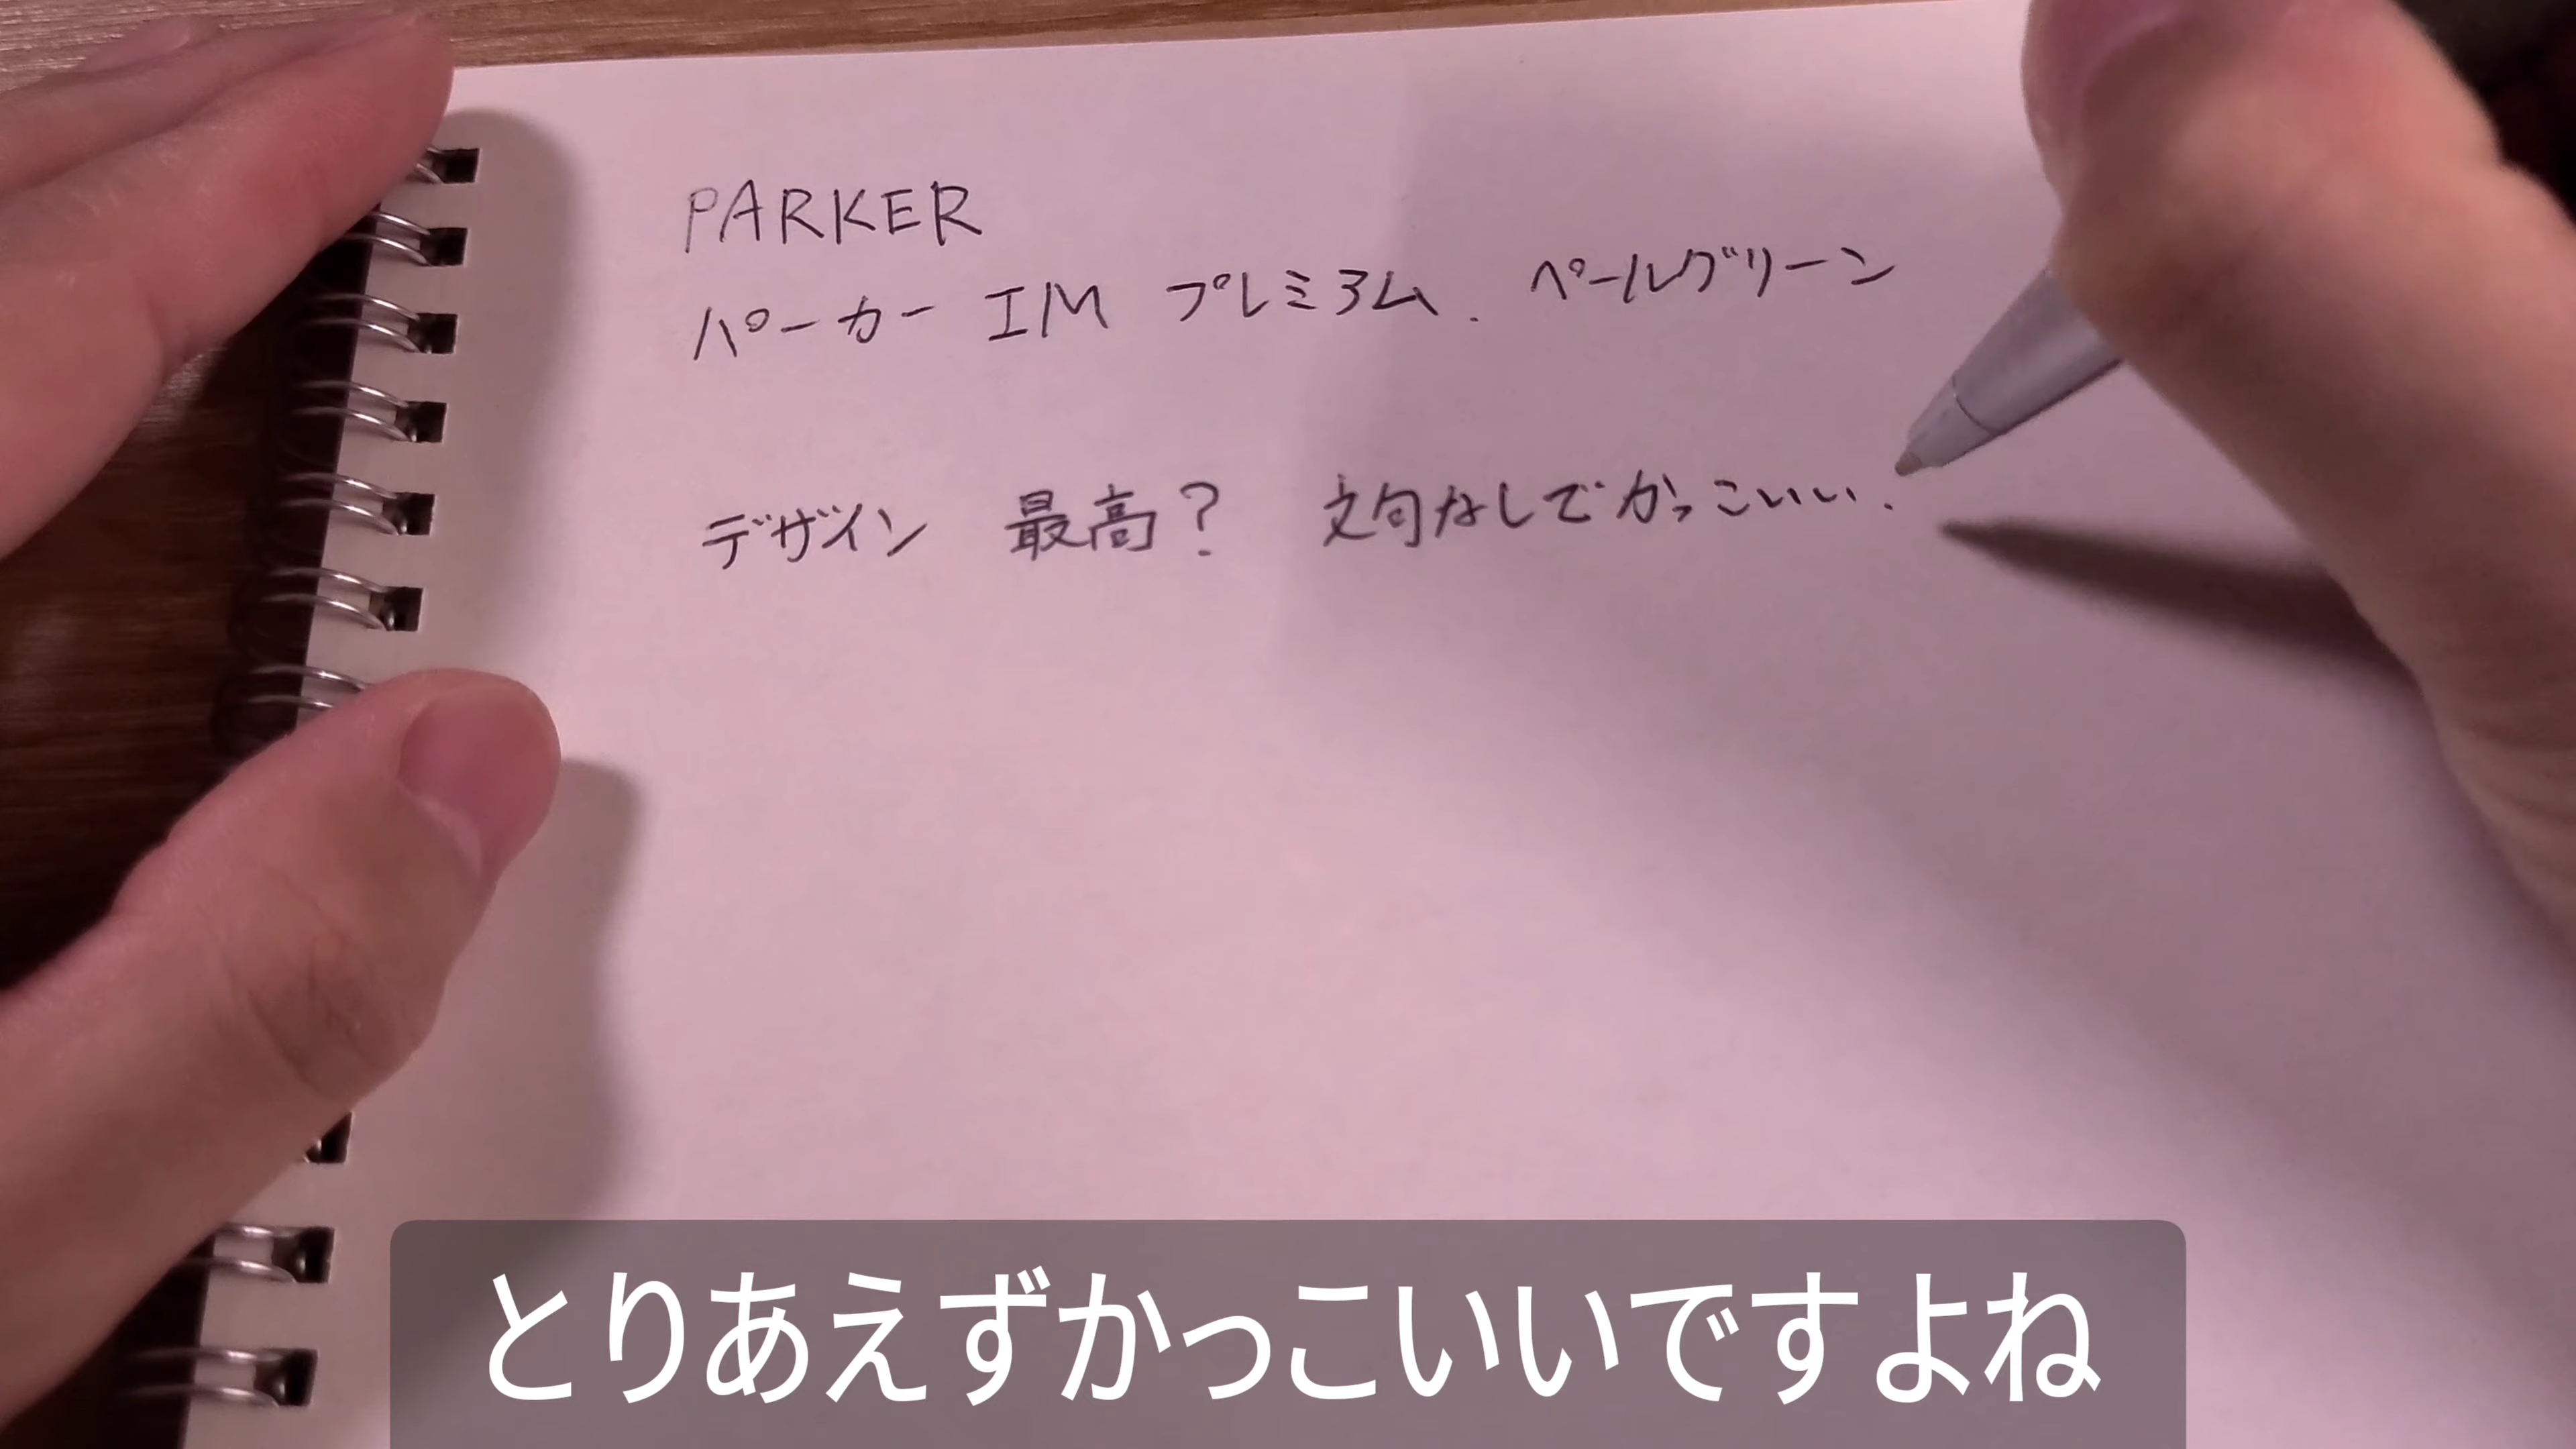 PARKER
パーカー IM プレミアム. ペールグリーン
デザイン 最高? 文句なしでかっこいい.
とりあえずかっこいいですよね